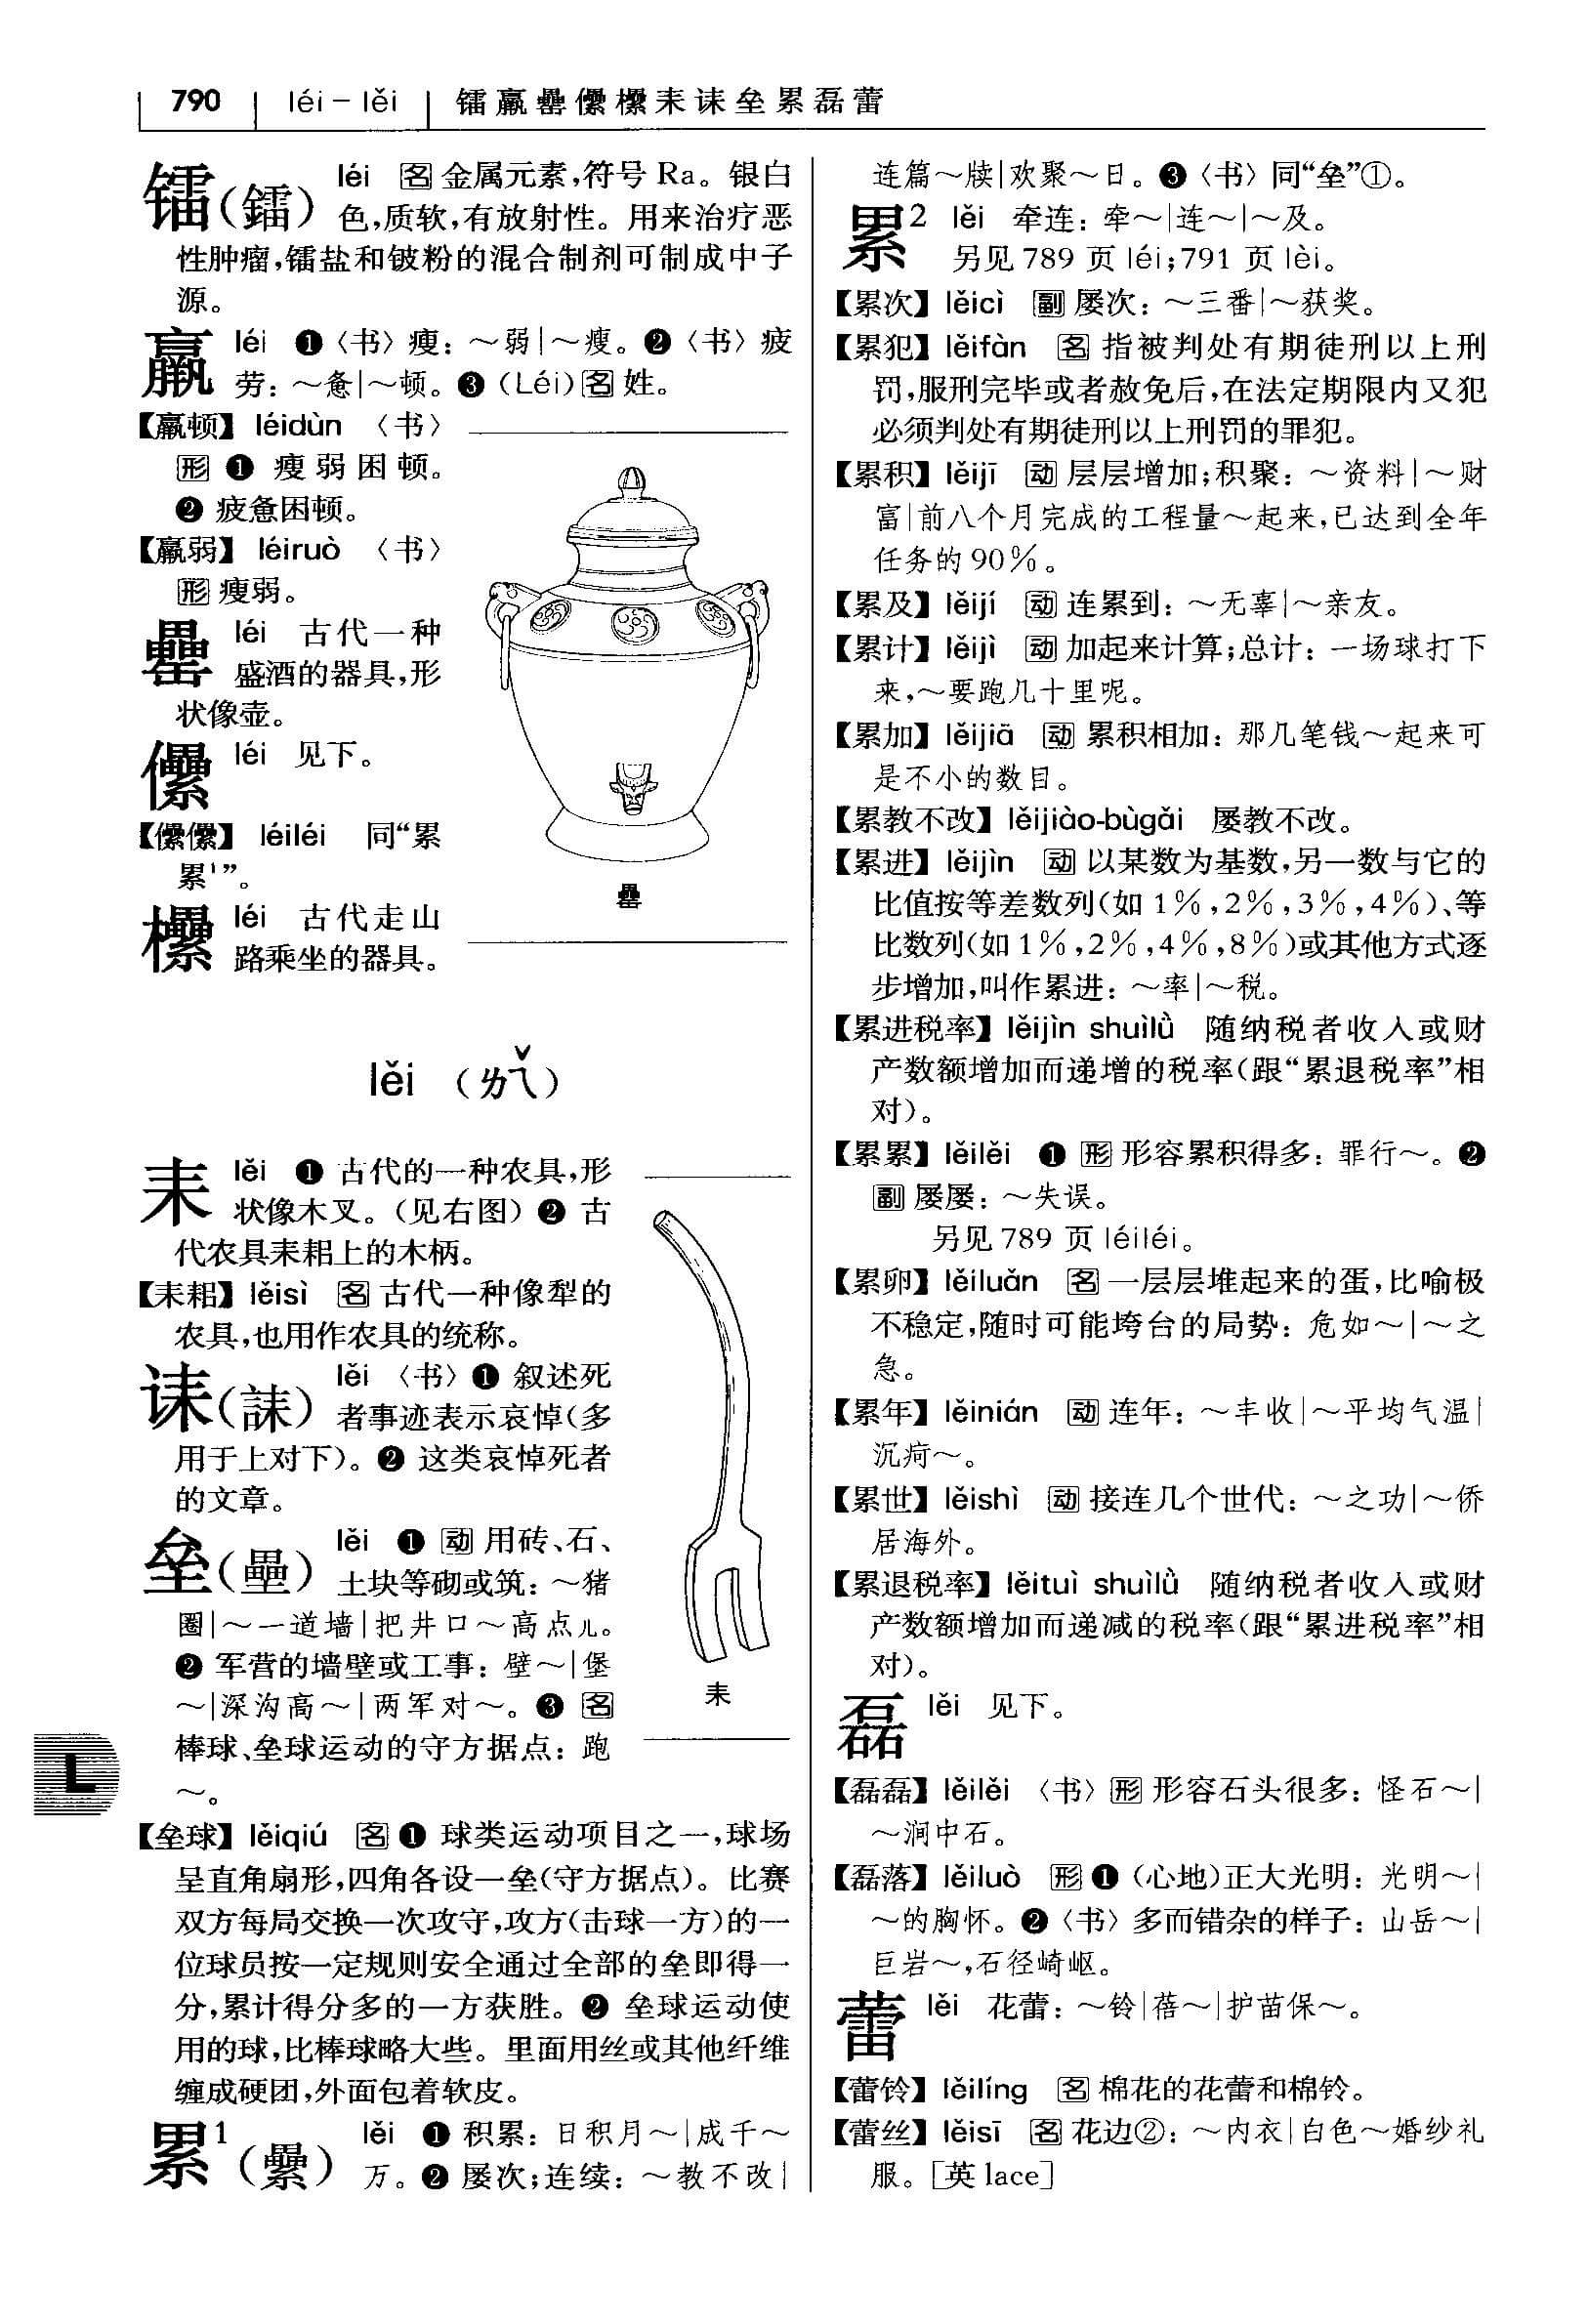 790 léi – lěi 镭羸罍儽欙耒诔垒累磊蕾
镭(鐳) léi 名 金属元素,符号 Ra。银白
色,质软,有放射性。用来治疗恶
性肿瘤,镭盐和铍粉的混合制剂可制成中子
源。
羸 léi ❶〈书〉瘦：～弱|～瘦。❷〈书〉疲
劳：～惫|～顿。❸(Léi)名 姓。
【羸顿】 léidùn 〈书〉
形 ❶ 瘦弱困顿。
❷ 疲惫困顿。
【羸弱】 léiruò 〈书〉
形 瘦弱。
罍 léi 古代一种
盛酒的器具,形
状像壶。
儽 léi 见下。
【儽儽】 léiléi 同“累
累¹”。
欙 léi 古代走山
路乘坐的器具。
罍
lěi (ㄌㄟˇ)
耒 lěi ❶ 古代的一种农具,形
状像木叉。(见右图) ❷ 古
代农具耒耜上的木柄。
【耒耜】 lěisì 名 古代一种像犁的
农具,也用作农具的统称。
诔(誄) lěi 〈书〉❶ 叙述死
者事迹表示哀悼(多
用于上对下)。❷ 这类哀悼死者
的文章。
垒(壘) lěi ❶ 动 用砖、石、
土块等砌或筑：～猪
圈|～一道墙|把井口～高点儿。
❷ 军营的墙壁或工事：壁～|堡
～|深沟高～|两军对～。❸ 名
棒球、垒球运动的守方据点：跑
～。
耒
L
【垒球】 lěiqiú 名 ❶ 球类运动项目之一,球场
呈直角扇形,四角各设一垒(守方据点)。比赛
双方每局交换一次攻守,攻方(击球一方)的一
位球员按一定规则安全通过全部的垒即得一
分,累计得分多的一方获胜。❷ 垒球运动使
用的球,比棒球略大些。里面用丝或其他纤维
缠成硬团,外面包着软皮。
累¹(纍) lěi ❶ 积累：日积月～|成千～
万。❷ 屡次;连续：～教不改|
连篇～牍|欢聚～日。❸〈书〉同“垒”①。
累² lěi 牵连：牵～|连～|～及。
另见 789 页 léi;791 页 lèi。
【累次】 lěicì 副 屡次：～三番|～获奖。
【累犯】 lěifàn 名 指被判处有期徒刑以上刑
罚,服刑完毕或者赦免后,在法定期限内又犯
必须判处有期徒刑以上刑罚的罪犯。
【累积】 lěijī 动 层层增加;积聚：～资料|～财
富|前八个月完成的工程量～起来,已达到全年
任务的 90%。
【累及】 lěijí 动 连累到：～无辜|～亲友。
【累计】 lěijì 动 加起来计算;总计：一场球打下
来,～要跑几十里呢。
【累加】 lěijiā 动 累积相加：那几笔钱～起来可
是不小的数目。
【累教不改】 lěijiào-bùgǎi 屡教不改。
【累进】 lěijìn 动 以某数为基数,另一数与它的
比值按等差数列(如 1%,2%,3%,4%)、等
比数列(如 1%,2%,4%,8%)或其他方式逐
步增加,叫作累进：～率|～税。
【累进税率】 lěijìn shuìlǜ 随纳税者收入或财
产数额增加而递增的税率(跟“累退税率”相
对)。
【累累】 lěilěi ❶ 形 形容累积得多：罪行～。❷
副 屡屡：～失误。
另见 789 页 léiléi。
【累卵】 lěiluǎn 名 一层层堆起来的蛋,比喻极
不稳定,随时可能垮台的局势：危如～|～之
急。
【累年】 lěinián 动 连年：～丰收|～平均气温|
沉疴～。
【累世】 lěishì 动 接连几个世代：～之功|～侨
居海外。
【累退税率】 lěituì shuìlǜ 随纳税者收入或财
产数额增加而递减的税率(跟“累进税率”相
对)。
磊 lěi 见下。
【磊磊】 lěilěi 〈书〉形 形容石头很多：怪石～|
～涧中石。
【磊落】 lěiluò 形 ❶ (心地)正大光明：光明～|
～的胸怀。❷〈书〉多而错杂的样子：山岳～|
巨岩～,石径崎岖。
蕾 lěi 花蕾：～铃|蓓～|护苗保～。
【蕾铃】 lěilíng 名 棉花的花蕾和棉铃。
【蕾丝】 lěisī 名 花边②：～内衣|白色～婚纱礼
服。[英 lace]